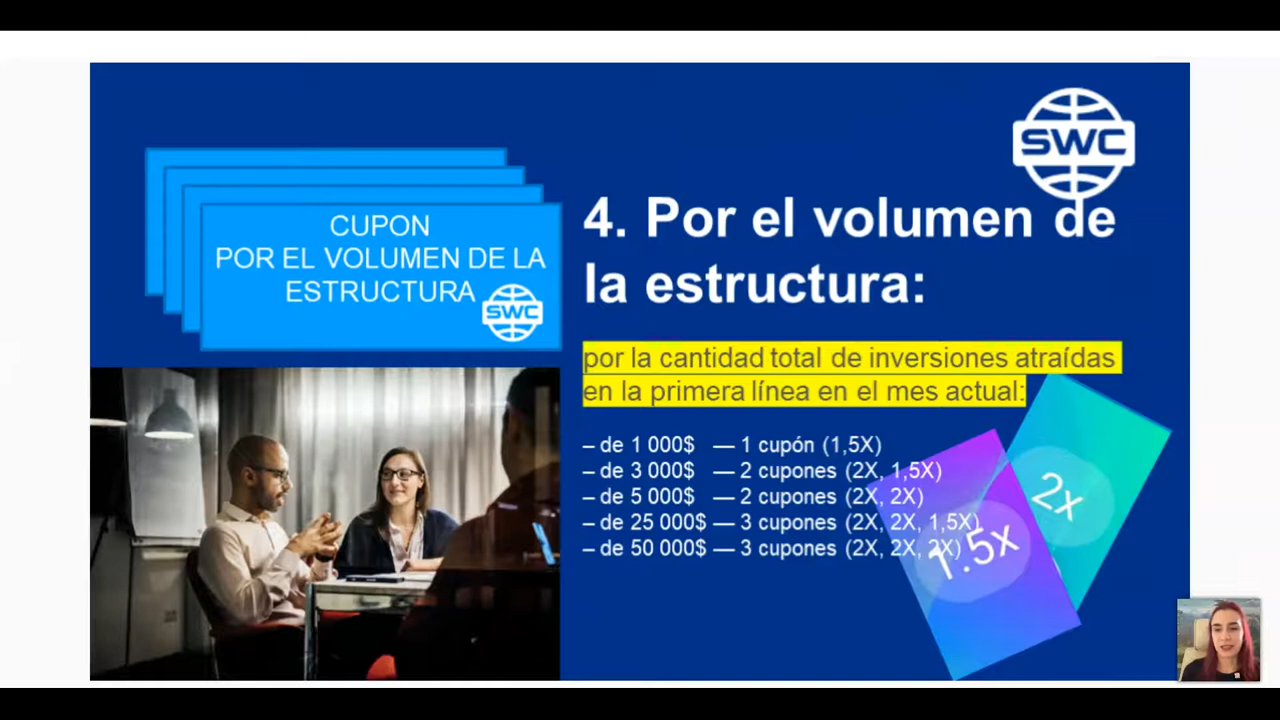 SWC
CUPON
POR EL VOLUMEN DE LA
ESTRUCTURA
SWC
4. Por el volumen de
la estructura:
por la cantidad total de inversiones atraídas
en la primera línea en el mes actual:
– de 1 000$ — 1 cupón (1,5X)
– de 3 000$ — 2 cupones (2X, 1,5X)
– de 5 000$ — 2 cupones (2X, 2X)
– de 25 000$ — 3 cupones (2X, 2X, 1,5X)
– de 50 000$ — 3 cupones (2X, 2X, 2X)
2x
1.5x